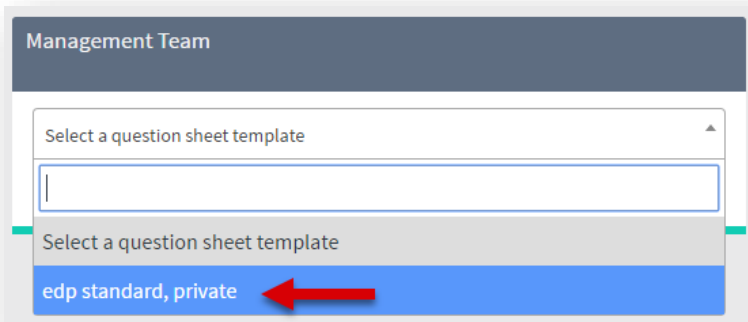 Management Team
Select a question sheet template
Select a question sheet template
edp standard, private